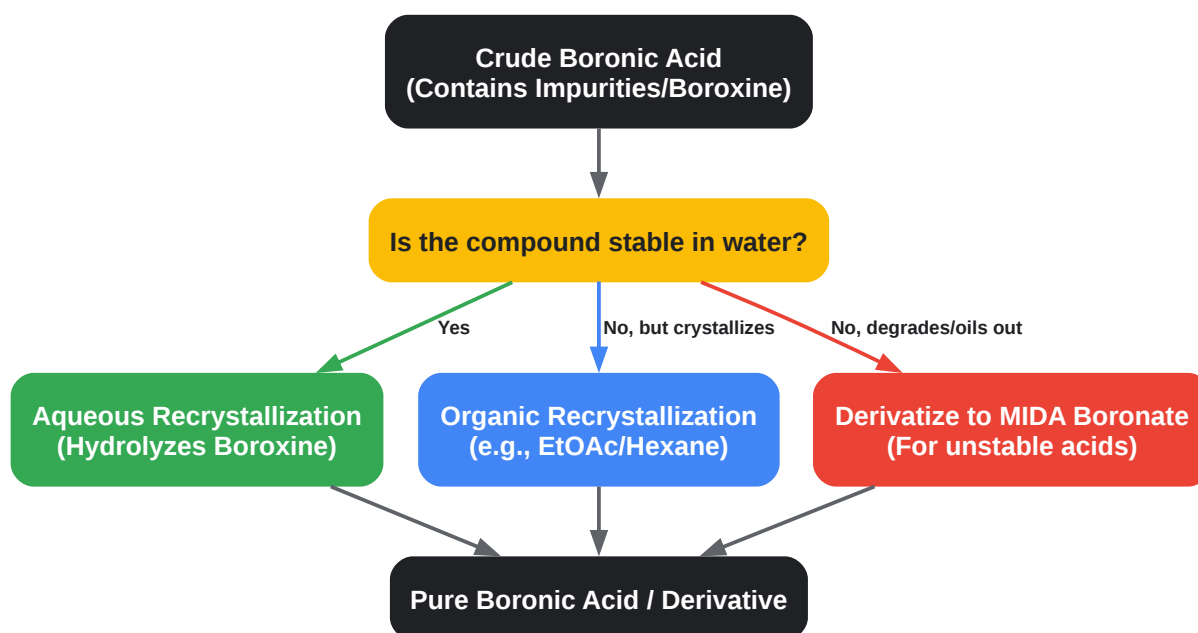 Crude Boronic Acid
(Contains Impurities/Boroxine)
Is the compound stable in water?
Yes
No, but crystallizes
No, degrades/oils out
Aqueous Recrystallization
(Hydrolyzes Boroxine)
Organic Recrystallization
(e.g., EtOAc/Hexane)
Derivatize to MIDA Boronate
(For unstable acids)
Pure Boronic Acid / Derivative